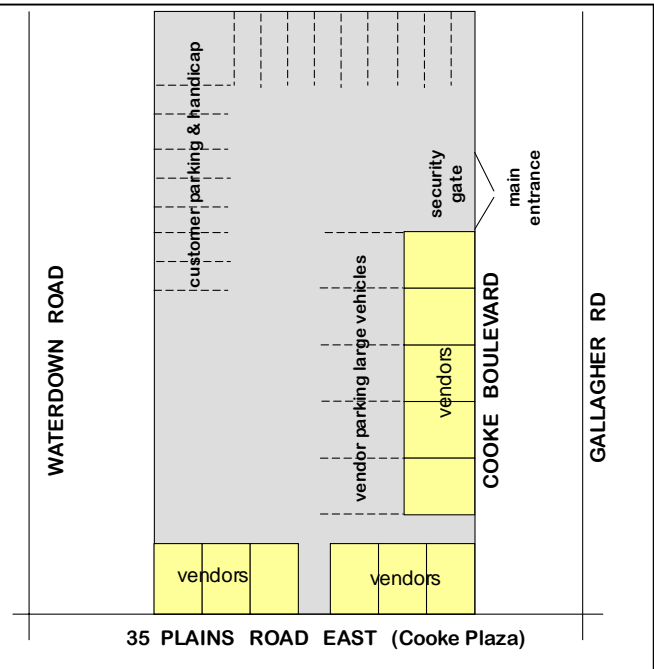 customer parking & handicap
security
gate
main
entrance
WATERDOWN ROAD
vendor parking large vehicles
vendors
COOKE BOULEVARD
GALLAGHER RD
vendors
vendors
35 PLAINS ROAD EAST (Cooke Plaza)